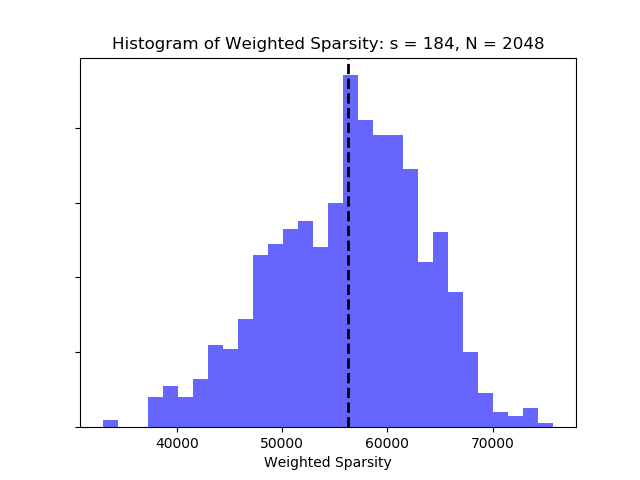 Histogram of Weighted Sparsity: s = 184, N = 2048
40000 50000 60000 70000
Weighted Sparsity